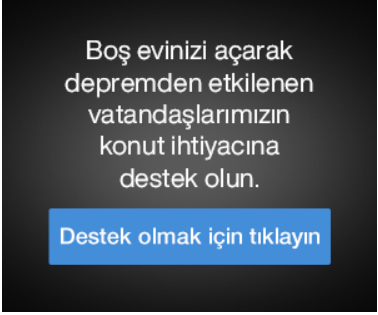 Boş evinizi açarak
depremden etkilenen
vatandaşlarımızın
konut ihtiyacına
destek olun.
Destek olmak için tıklayın